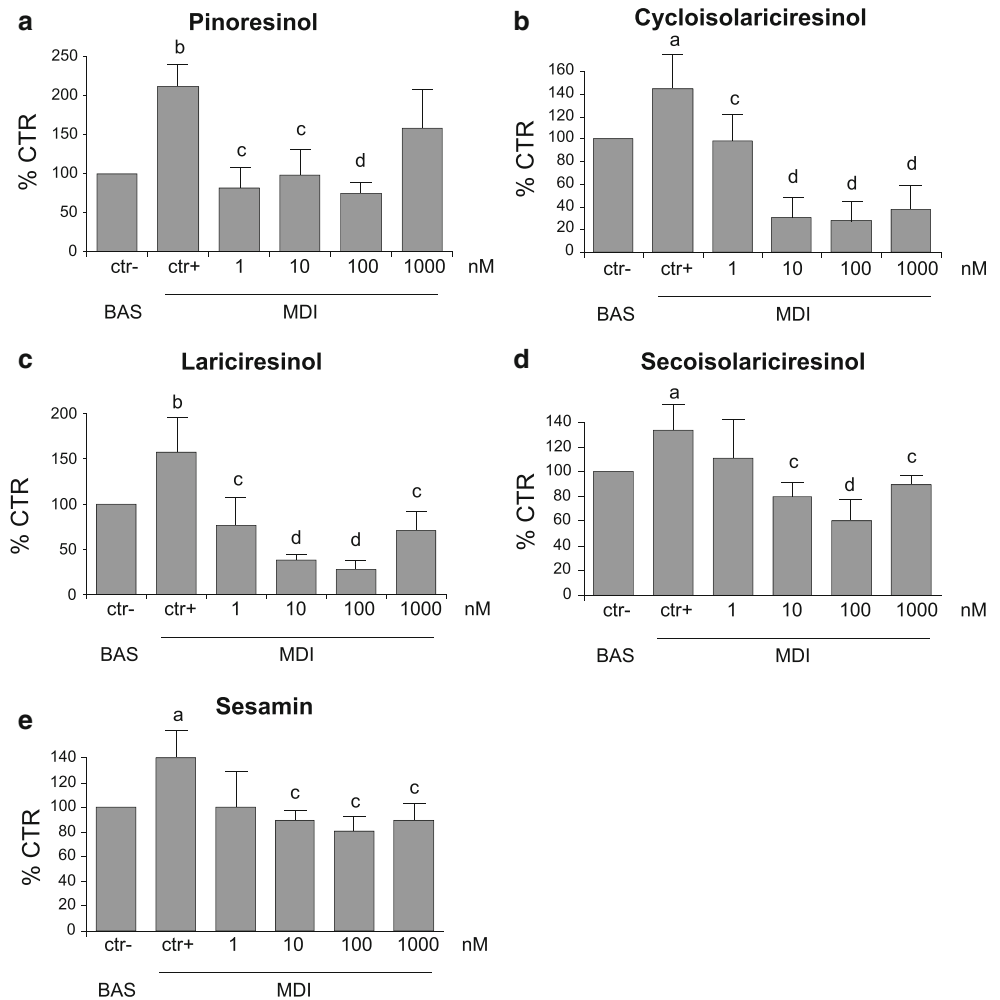 a
Pinoresinol
% CTR
250
200
150
100
50
0
b
c
c
d
ctr- ctr+ 1 10 100 1000 nM
BAS MDI
b
Cycloisolariciresinol
% CTR
160
140
120
100
80
60
40
20
0
a
c
d
d
d
ctr- ctr+ 1 10 100 1000 nM
BAS MDI
c
Lariciresinol
% CTR
200
150
100
50
0
b
c
d
d
c
ctr- ctr+ 1 10 100 1000 nM
BAS MDI
d
Secoisolariciresinol
% CTR
140
120
100
80
60
40
20
0
a
c
d
c
ctr- ctr+ 1 10 100 1000 nM
BAS MDI
e
Sesamin
% CTR
140
120
100
80
60
40
20
0
a
c
c
c
ctr- ctr+ 1 10 100 1000 nM
BAS MDI